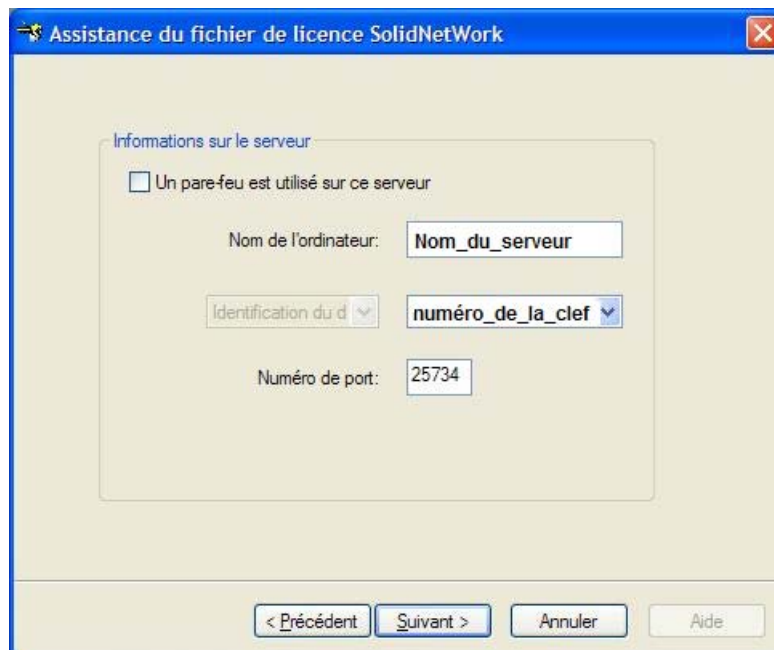 Assistance du fichier de licence SolidNetWork
Informations sur le serveur
Un pare-feu est utilisé sur ce serveur
Nom de l'ordinateur: Nom_du_serveur
Identification du d numéro_de_la_clef
Numéro de port: 25734
< Précédent Suivant > Annuler Aide